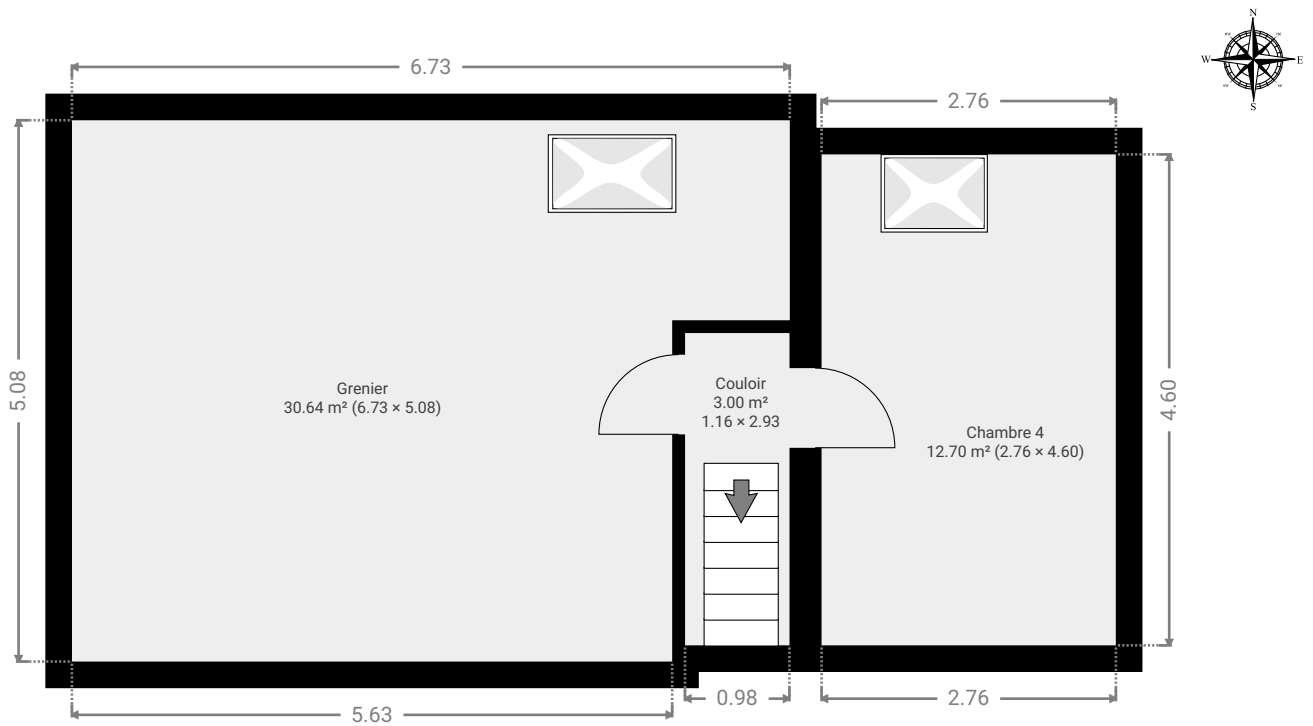 N
W
E
S
6.73
2.76
5.08
Grenier
30.64 m² (6.73 × 5.08)
Couloir
3.00 m²
1.16 × 2.93
Chambre 4
12.70 m² (2.76 × 4.60)
4.60
0.98
2.76
5.63